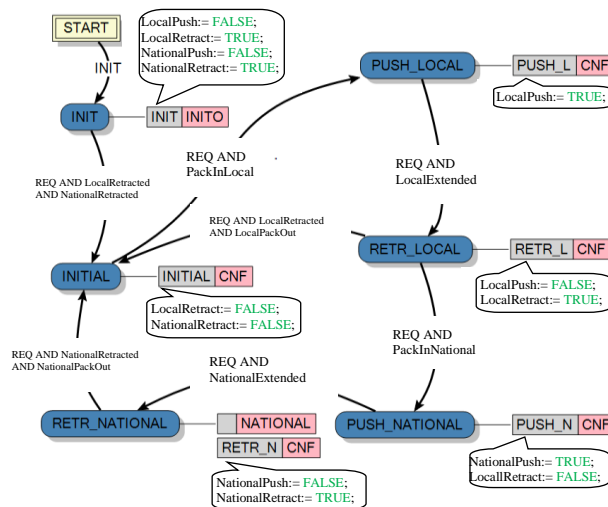 START
INIT
LocalPush:= FALSE;
LocalRetract:= TRUE;
NationalPush:= FALSE;
NationalRetract:= TRUE;
INIT
INIT INITO
PUSH_LOCAL
PUSH_L CNF
LocalPush:= TRUE;
REQ AND LocalRetracted
AND NationalRetracted
REQ AND
PackInLocal
REQ AND
LocalExtended
REQ AND LocalRetracted
AND LocalPackOut
INITIAL
INITIAL CNF
LocalRetract:= FALSE;
NationalRetract:= FALSE;
RETR_LOCAL
RETR_L CNF
LocalPush:= FALSE;
LocalRetract:= TRUE;
REQ AND NationalRetracted
AND NationalPackOut
REQ AND
NationalExtended
REQ AND
PackInNational
RETR_NATIONAL
NATIONAL
RETR_N CNF
NationalPush:= FALSE;
NationalRetract:= TRUE;
PUSH_NATIONAL
PUSH_N CNF
NationalPush:= TRUE;
LocallRetract:= FALSE;